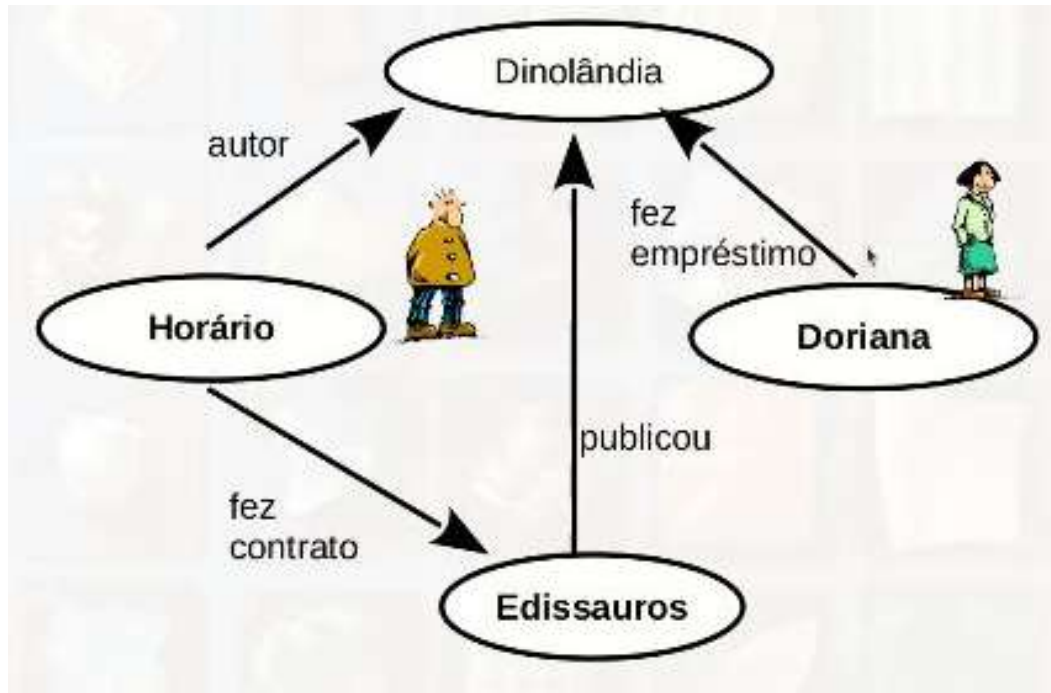 Dinolândia
autor
fez
empréstimo
Horário
Doriana
publicou
fez
contrato
Edissauros